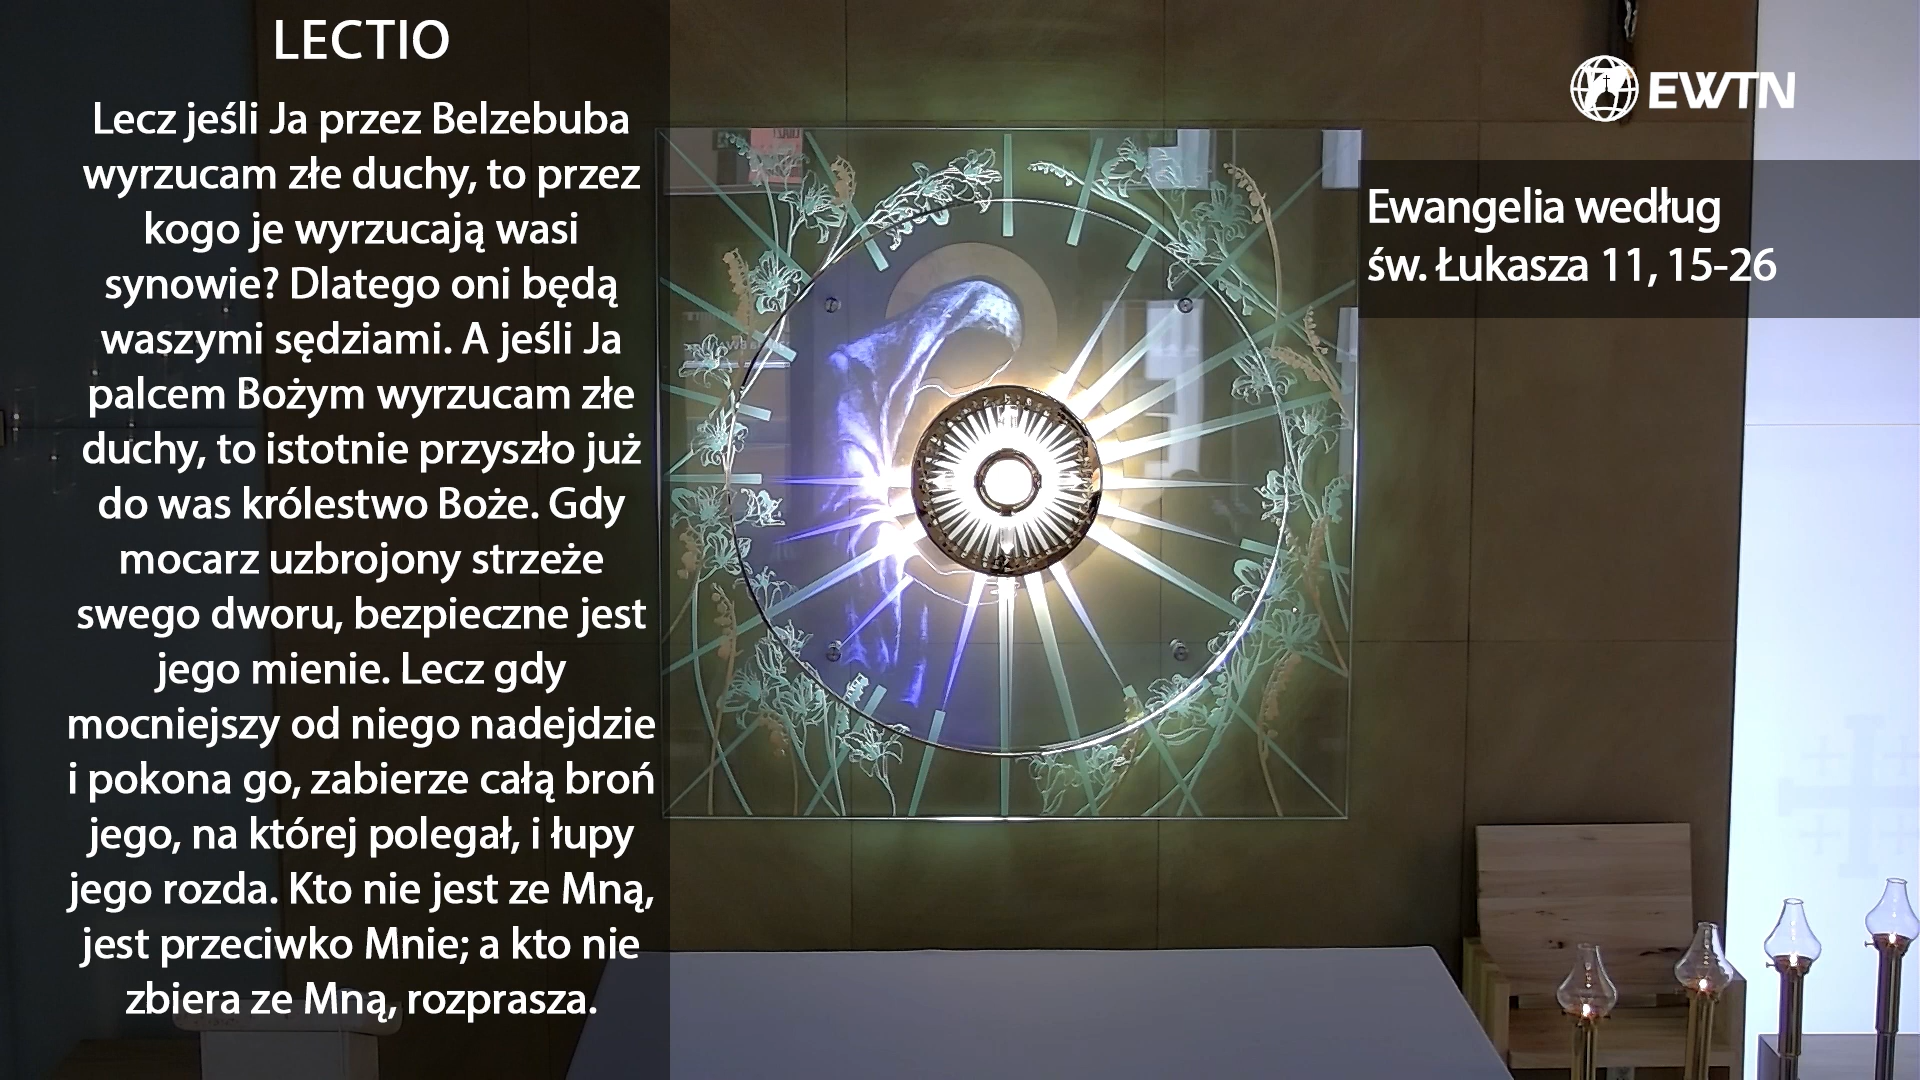 LECTIO
Lecz jeśli Ja przez Belzebuba
wyrzucam złe duchy, to przez
kogo je wyrzucają wasi
synowie? Dlatego oni będą
waszymi sędziami. A jeśli Ja
palcem Bożym wyrzucam złe
duchy, to istotnie przyszło już
do was królestwo Boże. Gdy
mocarz uzbrojony strzeże
swego dworu, bezpieczne jest
jego mienie. Lecz gdy
mocniejszy od niego nadejdzie
i pokona go, zabierze całą broń
jego, na której polegał, i łupy
jego rozda. Kto nie jest ze Mną,
jest przeciwko Mnie; a kto nie
zbiera ze Mną, rozprasza.
EWTN
Ewangelia według
św. Łukasza 11, 15-26